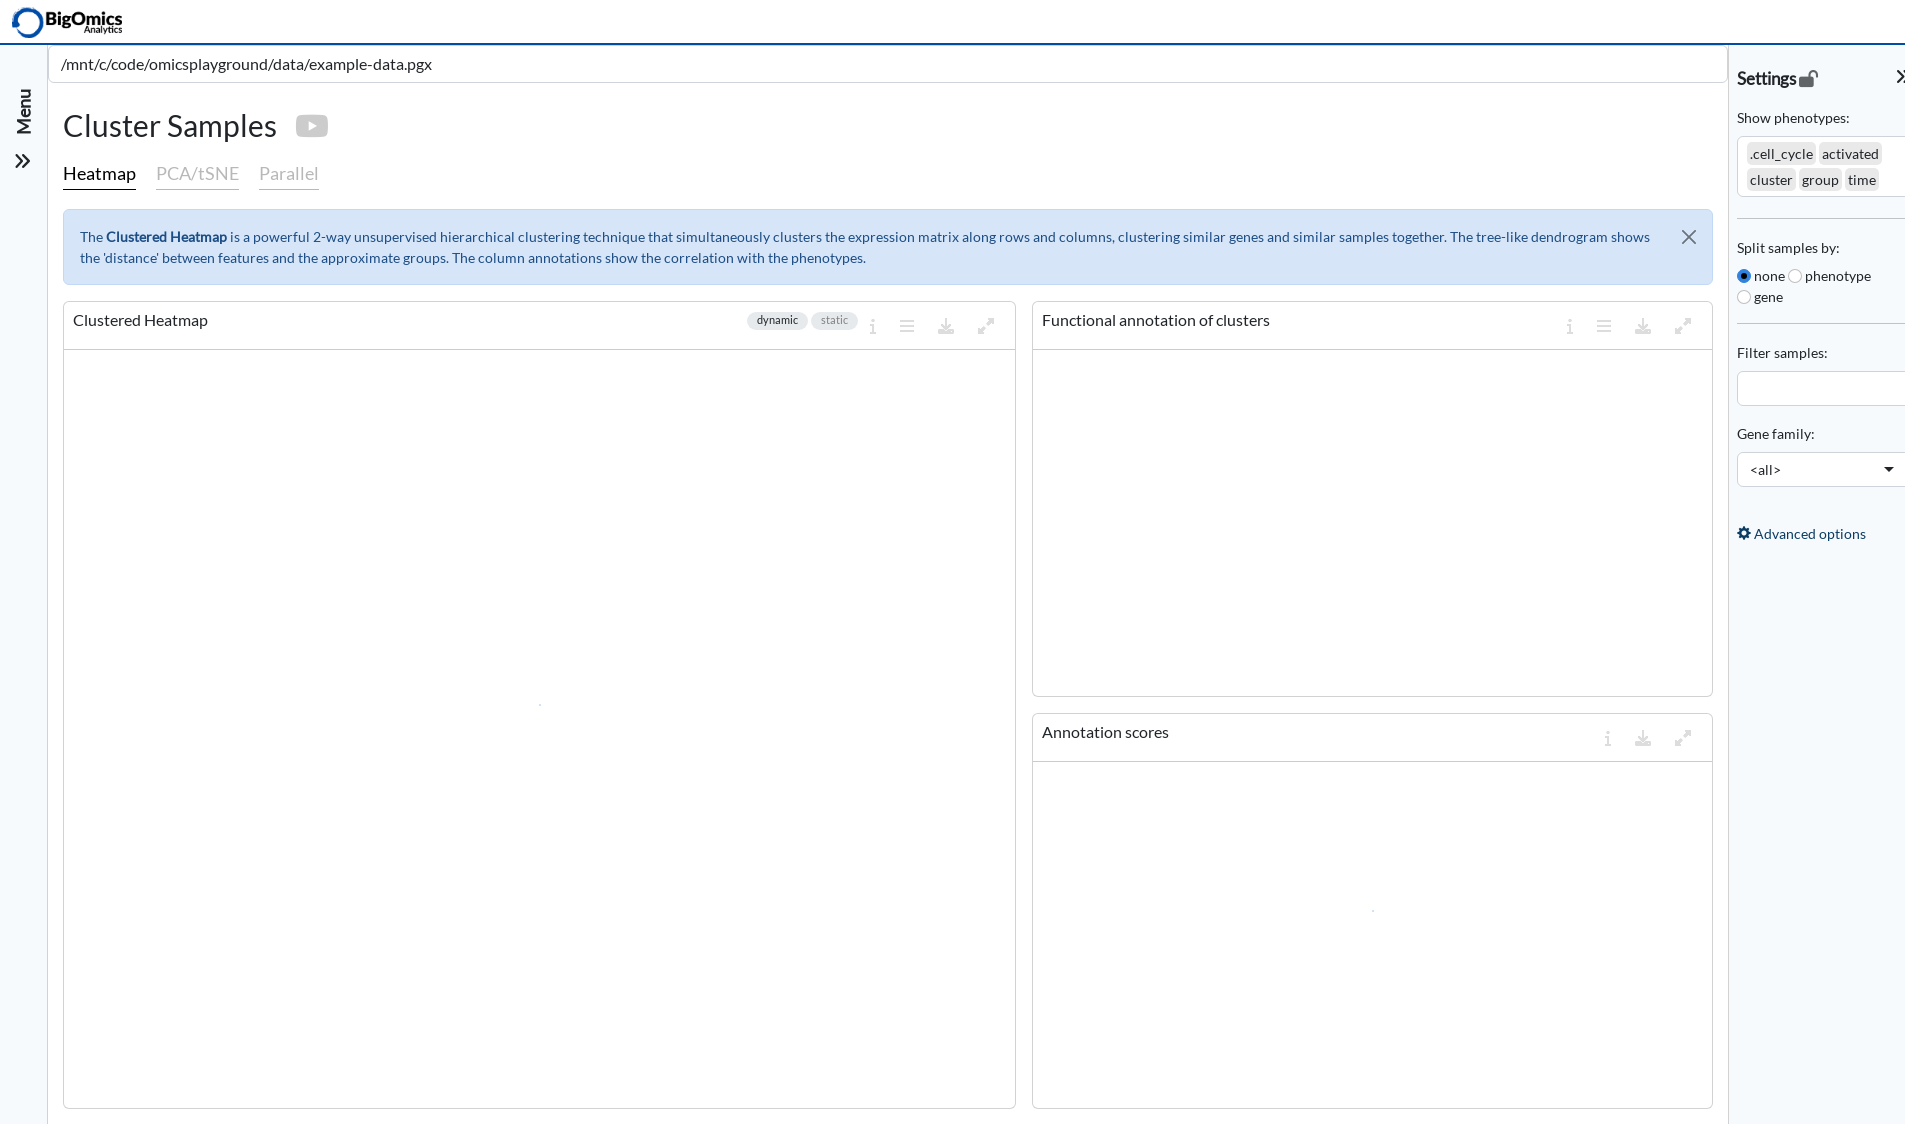 BigOmics
Analytics
/mnt/c/code/omicsplayground/data/example-data.pgx
Menu
Cluster Samples
Heatmap PCA/tSNE Parallel
The Clustered Heatmap is a powerful 2-way unsupervised hierarchical clustering technique that simultaneously clusters the expression matrix along rows and columns, clustering similar genes and similar samples together. The tree-like dendrogram shows
the 'distance' between features and the approximate groups. The column annotations show the correlation with the phenotypes.
Clustered Heatmap dynamic static
Functional annotation of clusters
Annotation scores
Settings
Show phenotypes:
.cell_cycle activated
cluster group time
Split samples by:
none phenotype
gene
Filter samples:
Gene family:
<all>
Advanced options